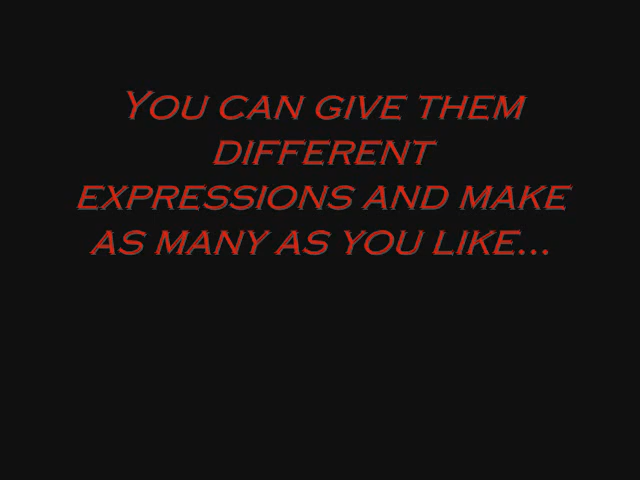 You can give them
different
expressions and make
as many as you like...